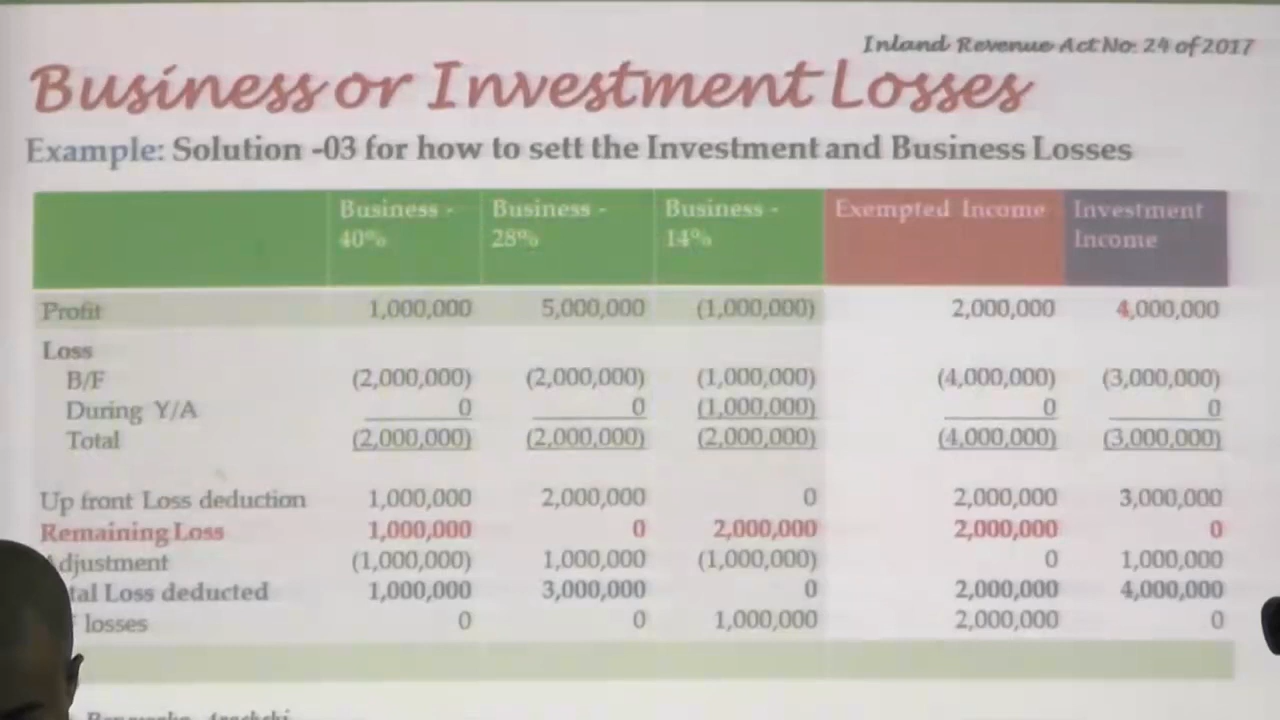 Inland Revenue Act No: 24 of 2017
Business or Investment Losses
Example: Solution -03 for how to sett the Investment and Business Losses
Business - 40% Business - 28% Business - 14% Exempted Income Investment Income
Profit 1,000,000 5,000,000 (1,000,000) 2,000,000 4,000,000
Loss
B/F (2,000,000) (2,000,000) (1,000,000) (4,000,000) (3,000,000)
During Y/A 0 0 (1,000,000) 0 0
Total (2,000,000) (2,000,000) (2,000,000) (4,000,000) (3,000,000)
Up front Loss deduction 1,000,000 2,000,000 0 2,000,000 3,000,000
Remaining Loss 1,000,000 0 2,000,000 2,000,000 0
djustment (1,000,000) 1,000,000 (1,000,000) 0 1,000,000
tal Loss deducted 1,000,000 3,000,000 0 2,000,000 4,000,000
losses 0 0 1,000,000 2,000,000 0